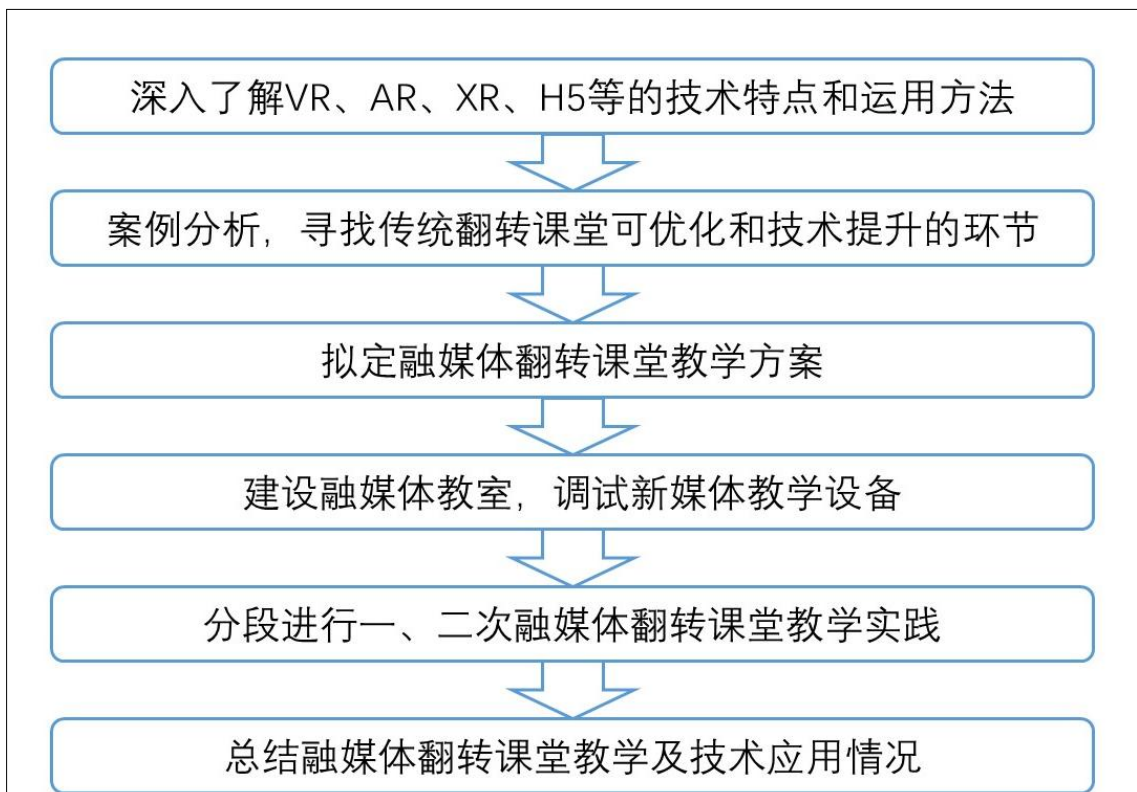 深入了解VR、AR、XR、H5等的技术特点和运用方法
案例分析，寻找传统翻转课堂可优化和技术提升的环节
拟定融媒体翻转课堂教学方案
建设融媒体教室，调试新媒体教学设备
分段进行一、二次融媒体翻转课堂教学实践
总结融媒体翻转课堂教学及技术应用情况